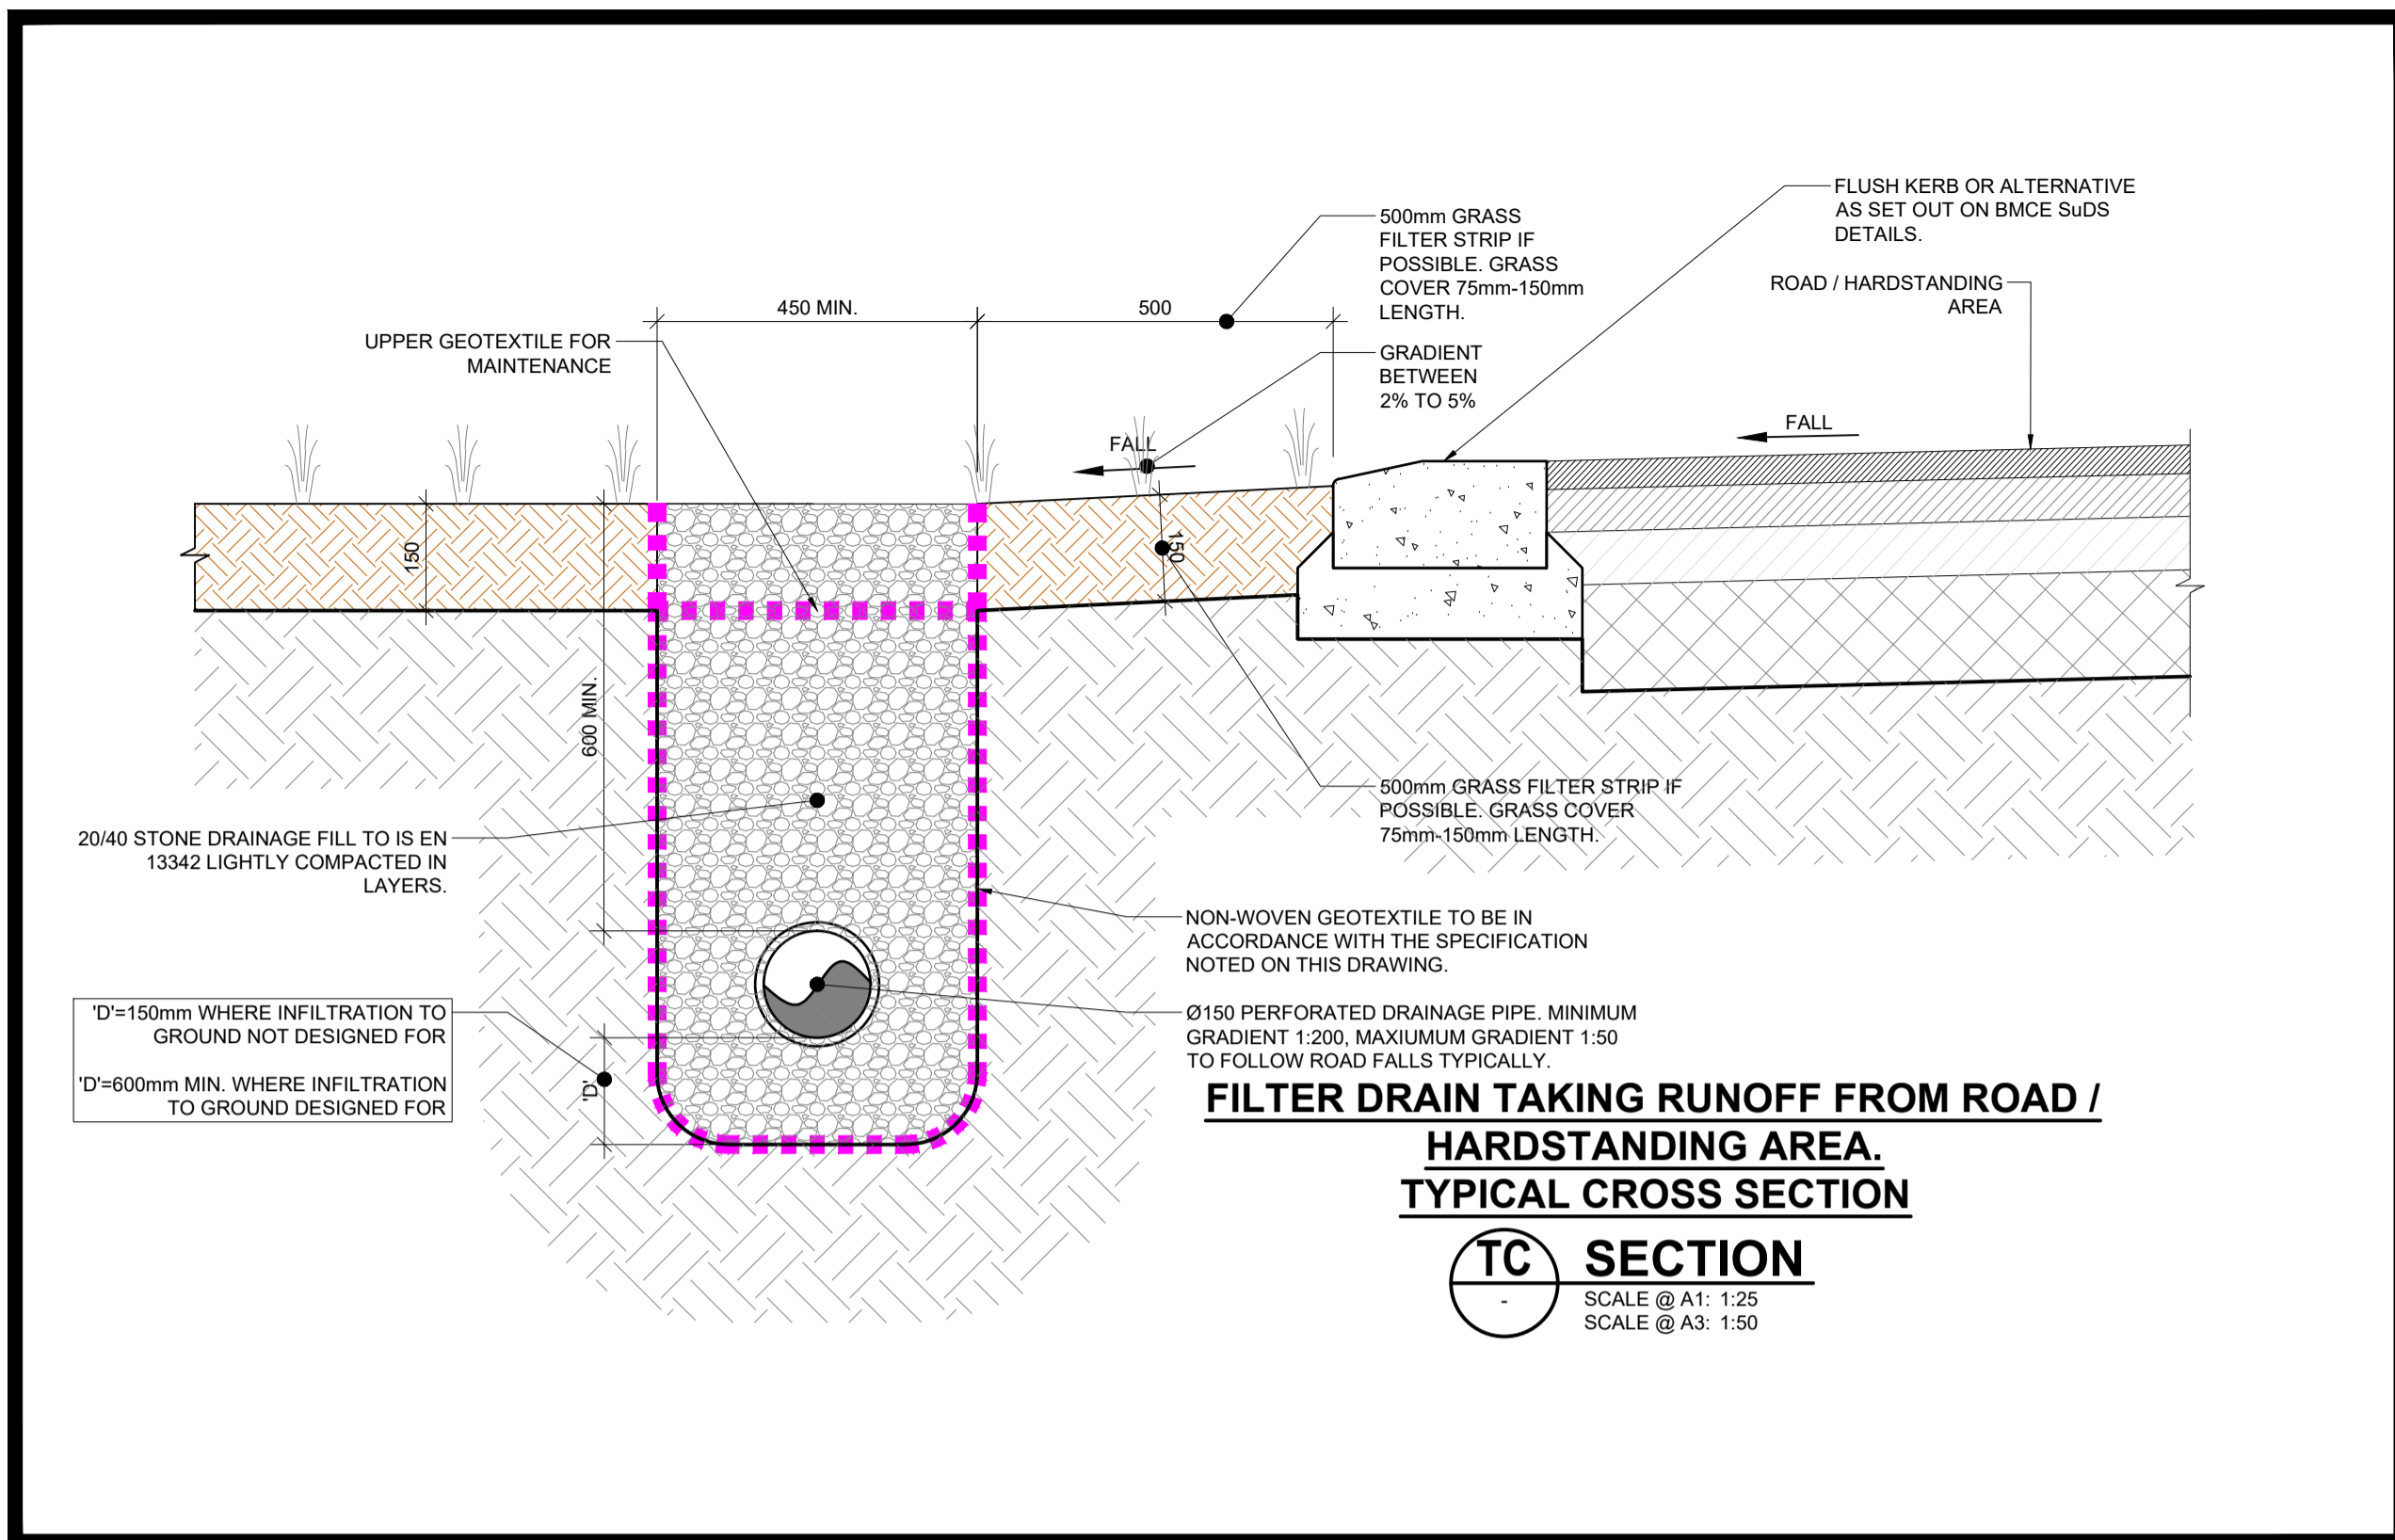 FLUSH KERB OR ALTERNATIVE
AS SET OUT ON BMCE SuDS
DETAILS.
500mm GRASS
FILTER STRIP IF
POSSIBLE. GRASS
COVER 75mm-150mm
LENGTH.
ROAD / HARDSTANDING
AREA
450 MIN.
500
UPPER GEOTEXTILE FOR
MAINTENANCE
GRADIENT
BETWEEN
2% TO 5%
FALL
FALL
150
150
600 MIN.
500mm GRASS FILTER STRIP IF
POSSIBLE. GRASS COVER
75mm-150mm LENGTH.
20/40 STONE DRAINAGE FILL TO IS EN
13342 LIGHTLY COMPACTED IN
LAYERS.
NON-WOVEN GEOTEXTILE TO BE IN
ACCORDANCE WITH THE SPECIFICATION
NOTED ON THIS DRAWING.
'D'=150mm WHERE INFILTRATION TO
GROUND NOT DESIGNED FOR
'D'=600mm MIN. WHERE INFILTRATION
TO GROUND DESIGNED FOR
'D'
Ø150 PERFORATED DRAINAGE PIPE. MINIMUM
GRADIENT 1:200, MAXIUMUM GRADIENT 1:50
TO FOLLOW ROAD FALLS TYPICALLY.
FILTER DRAIN TAKING RUNOFF FROM ROAD /
HARDSTANDING AREA.
TYPICAL CROSS SECTION
TC
-
SECTION
SCALE @ A1: 1:25
SCALE @ A3: 1:50